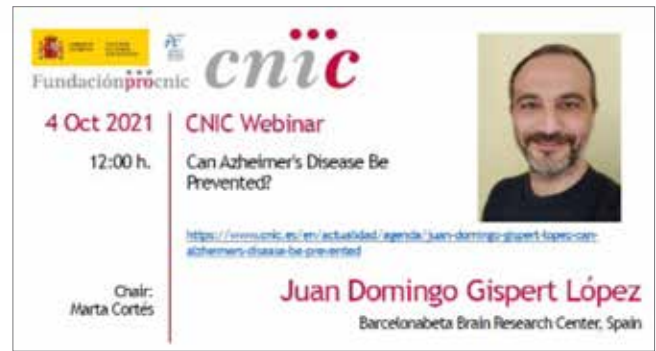 Fundaciónprocnic
cnic
4 Oct 2021
CNIC Webinar
12:00 h.
Can Azheimer's Disease Be
Prevented?
https://www.cnic.es/en/actualidad/agenda/juan-domingo-gispert-lopez-can-
alzheimers-disease-be-prevented
Chair:
Marta Cortés
Juan Domingo Gispert López
Barcelonabeta Brain Research Center, Spain